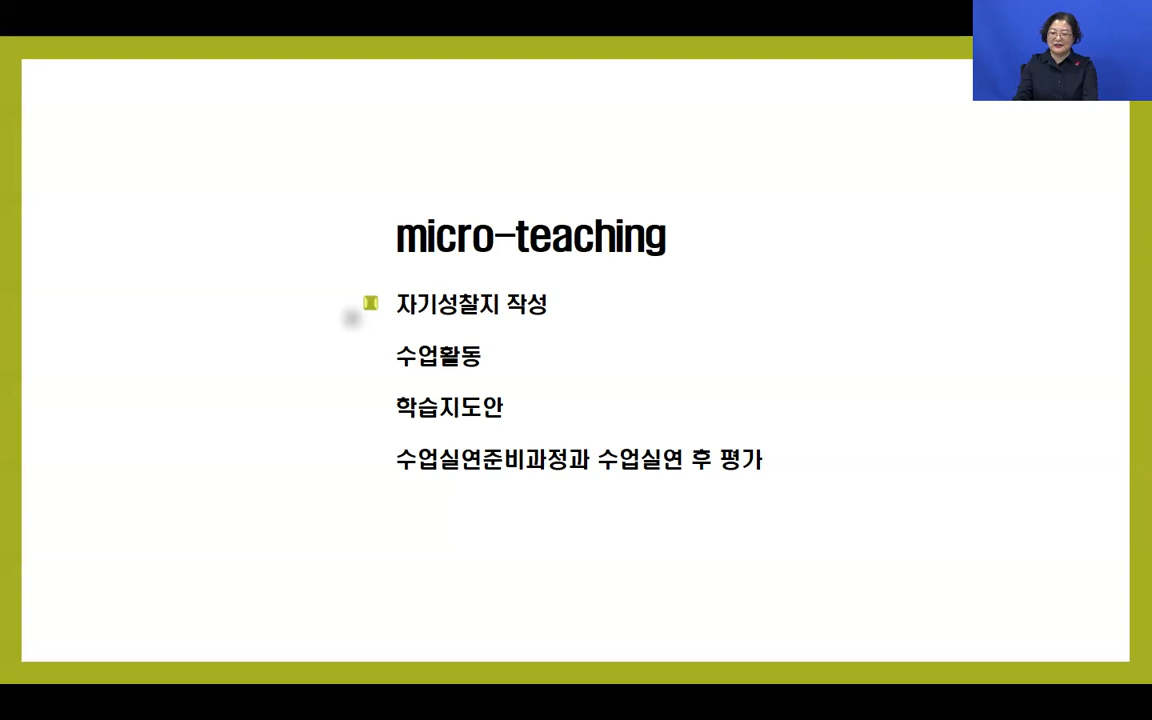 micro-teaching
자기성찰지 작성
수업활동
학습지도안
수업실연준비과정과 수업실연 후 평가